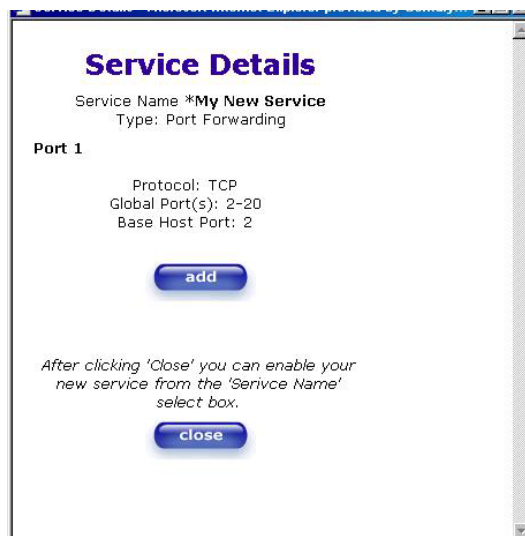 Service Details
Service Name *My New Service
Type: Port Forwarding
Port 1
Protocol: TCP
Global Port(s): 2-20
Base Host Port: 2
add
After clicking 'Close' you can enable your
new service from the 'Serivce Name'
select box.
close